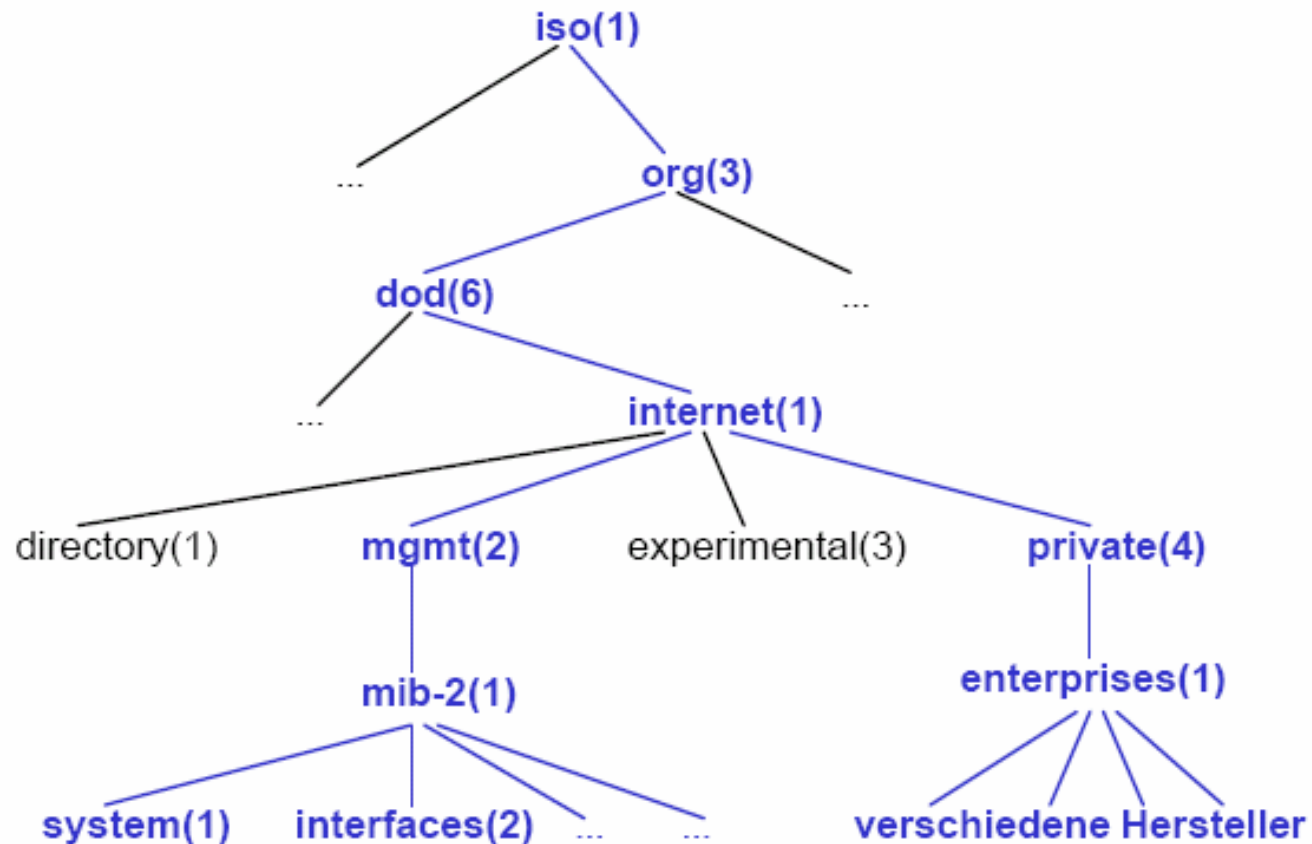 iso(1)
... org(3)
dod(6) ...
... internet(1)
directory(1) mgmt(2) experimental(3) private(4)
mib-2(1) enterprises(1)
system(1) interfaces(2) ... ... verschiedene Hersteller